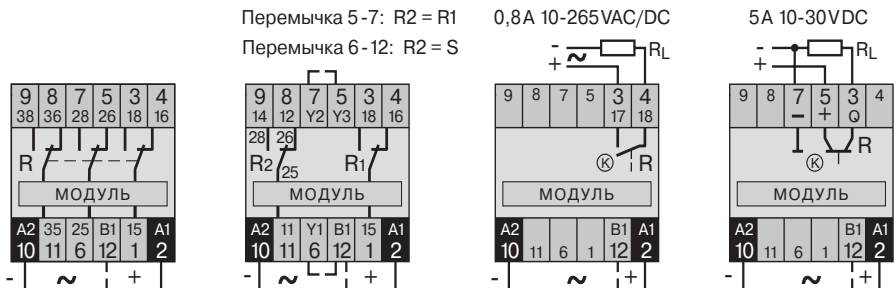 Перемычка 5-7: R2 = R1
Перемычка 6-12: R2 = S
0,8A 10-265VAC/DC
5A 10-30VDC
- ~ + RL
- + RL
9 8 7 5 3 4
38 36 28 26 18 16
R
МОДУЛЬ
A2 35 25 B1 15 A1
10 11 6 12 1 2
- ~ +
9 8 7 5 3 4
14 12 Y2 Y3 18 16
28 26
R2 25 R1
МОДУЛЬ
A2 11 Y1 B1 15 A1
10 11 6 12 1 2
- ~ +
9 8 7 5 3 4
17 18
K R
МОДУЛЬ
A2 B1 A1
10 11 6 1 12 2
- ~ +
9 8 7 5 3 4
- + Q
K R
МОДУЛЬ
A2 B1 A1
10 11 6 1 12 2
- ~ +